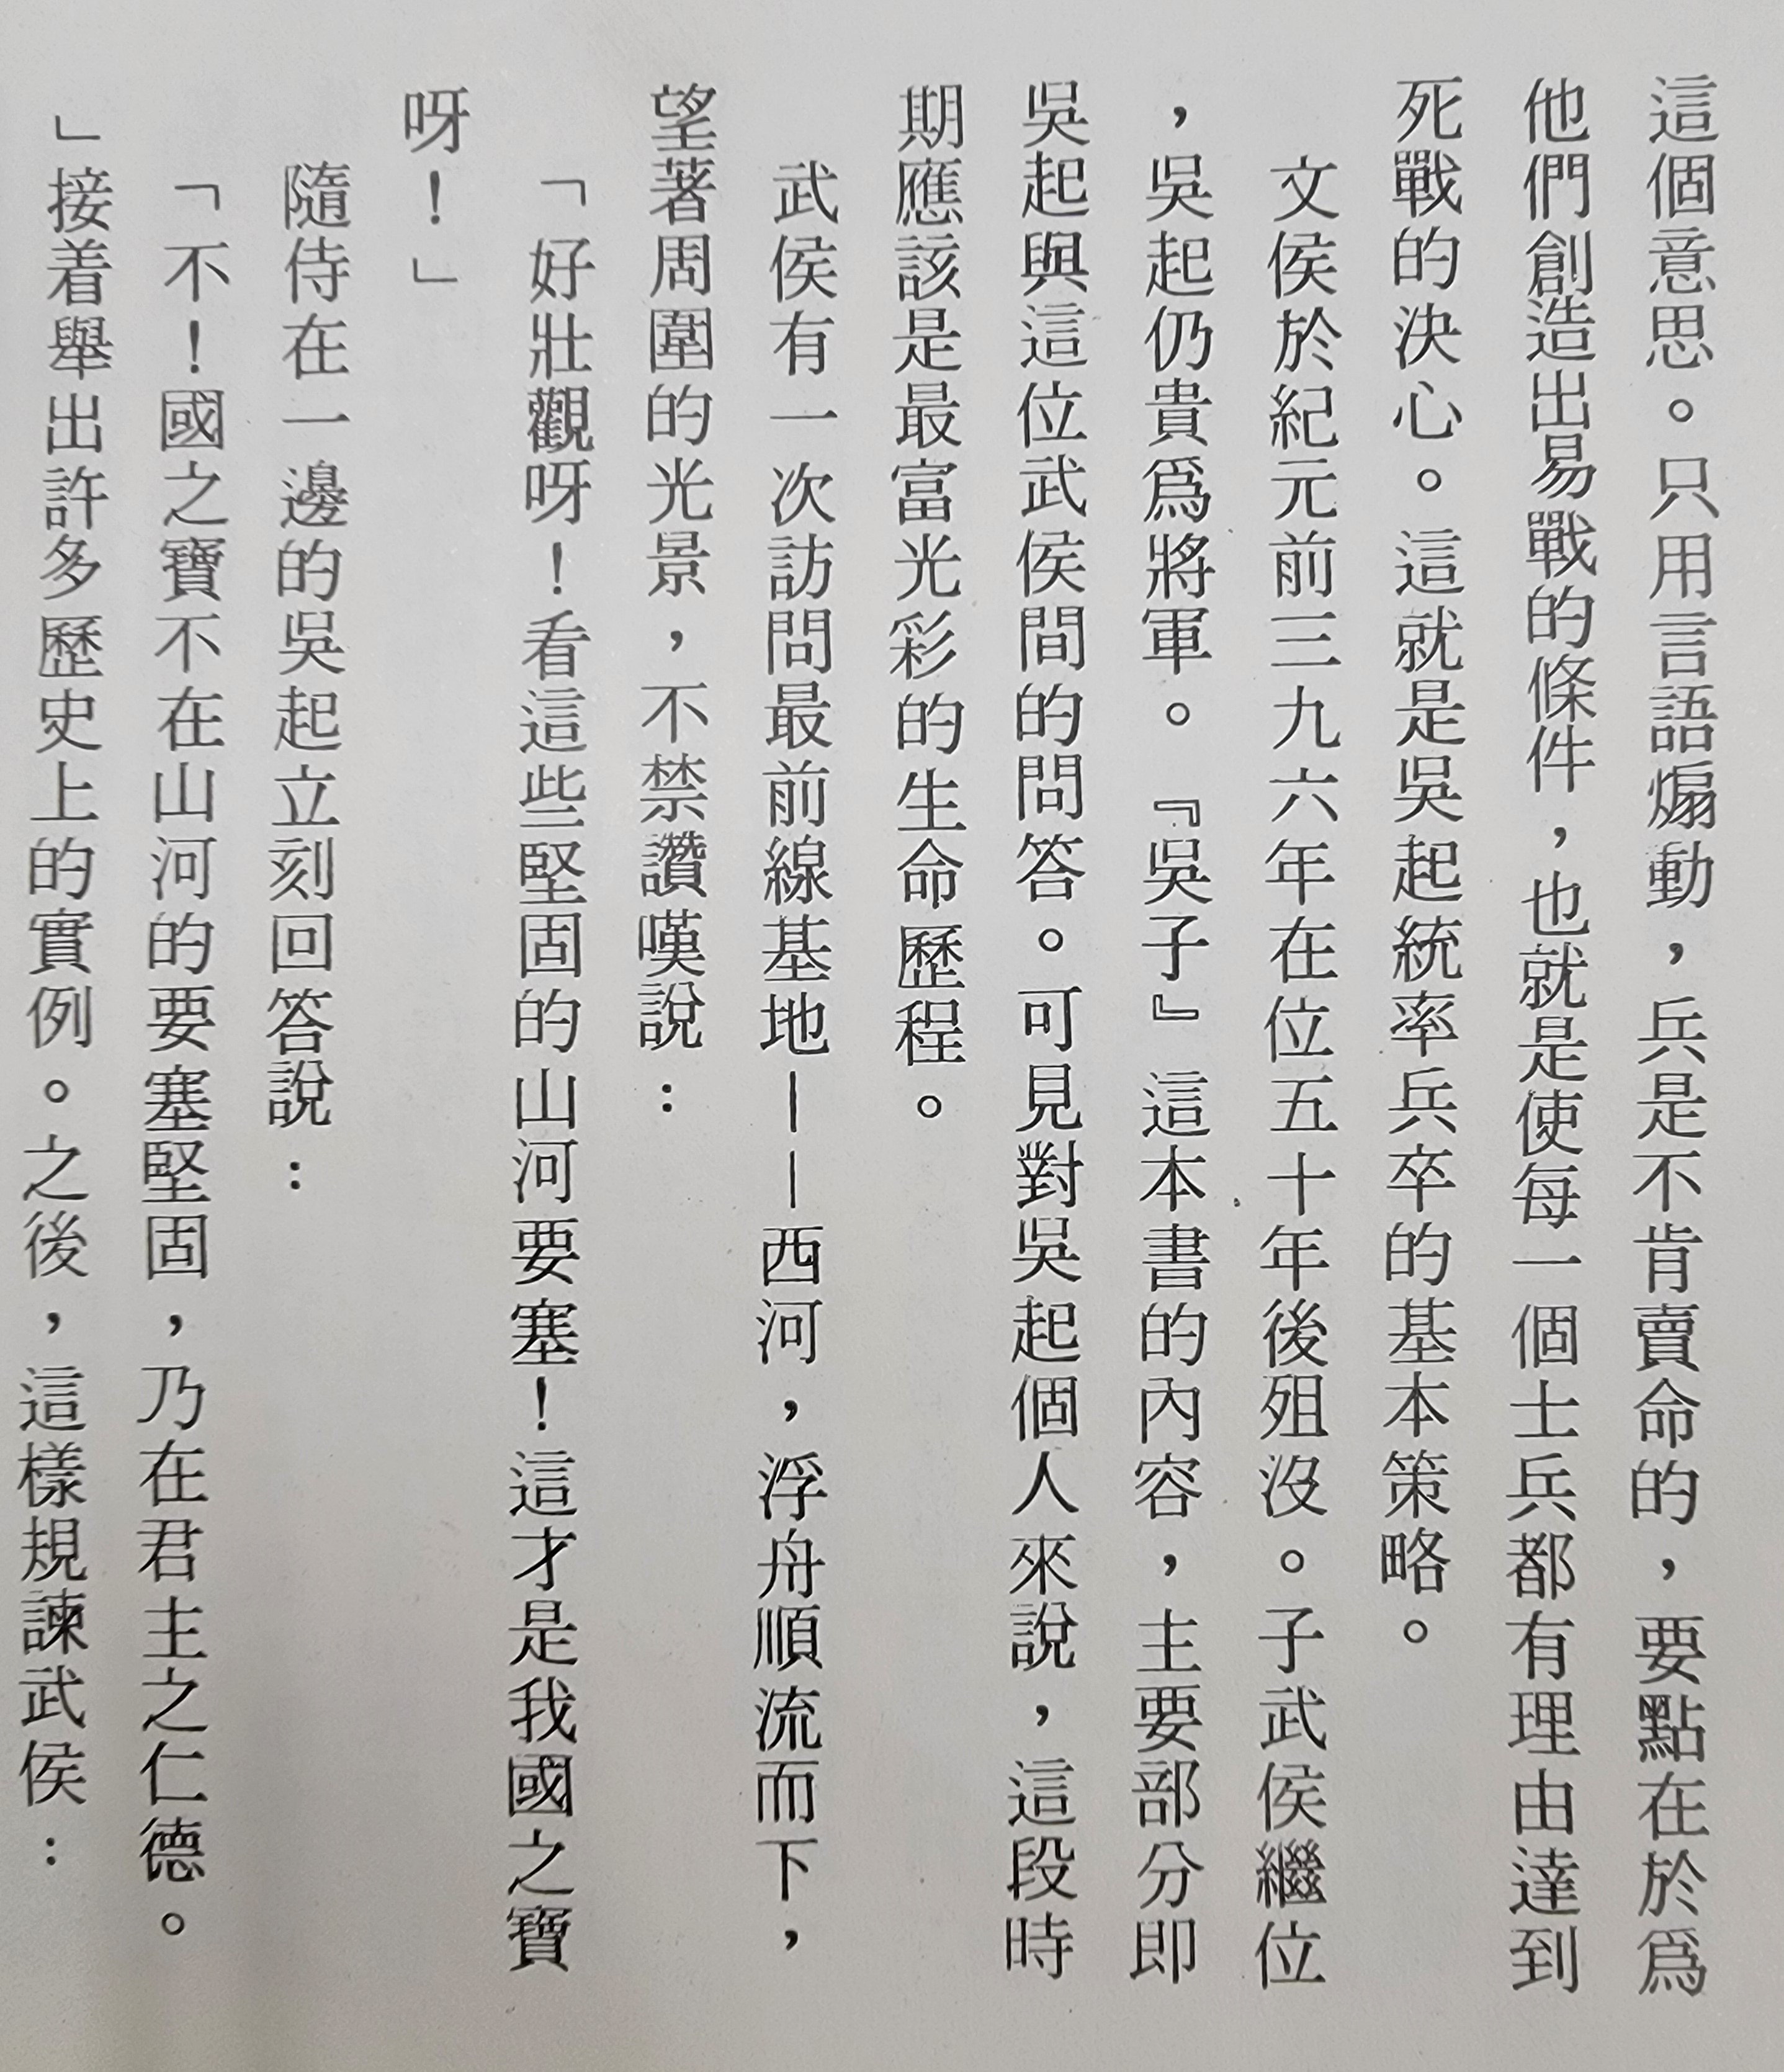 這個意思。只用言語煽動，兵是不肯賣命的，要點在於爲
他們創造出易戰的條件，也就是使每一個士兵都有理由達到
死戰的決心。這就是吳起統率兵卒的基本策略。
文侯於紀元前三九六年在位五十年後殂沒。子武侯繼位
，吳起仍貴爲將軍。『吳子』這本書的內容，主要部分即
吳起與這位武侯間的問答。可見對吳起個人來說，這段時
期應該是最富光彩的生命歷程。
武侯有一次訪問最前線基地——西河，浮舟順流而下，
望著周圍的光景，不禁讚嘆說：
「好壯觀呀！看這些堅固的山河要塞！這才是我國之寶
呀！」
隨侍在一邊的吳起立刻回答說：
「不！國之寶不在山河的要塞堅固，乃在君主之仁德。
」接着舉出許多歷史上的實例。之後，這樣規諫武侯：